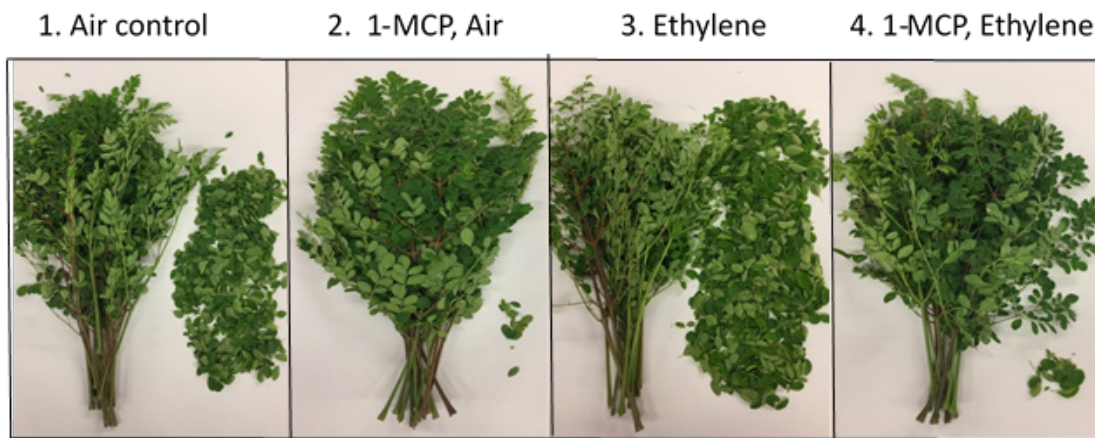 1. Air control
2. 1-MCP, Air
3. Ethylene
4. 1-MCP, Ethylene